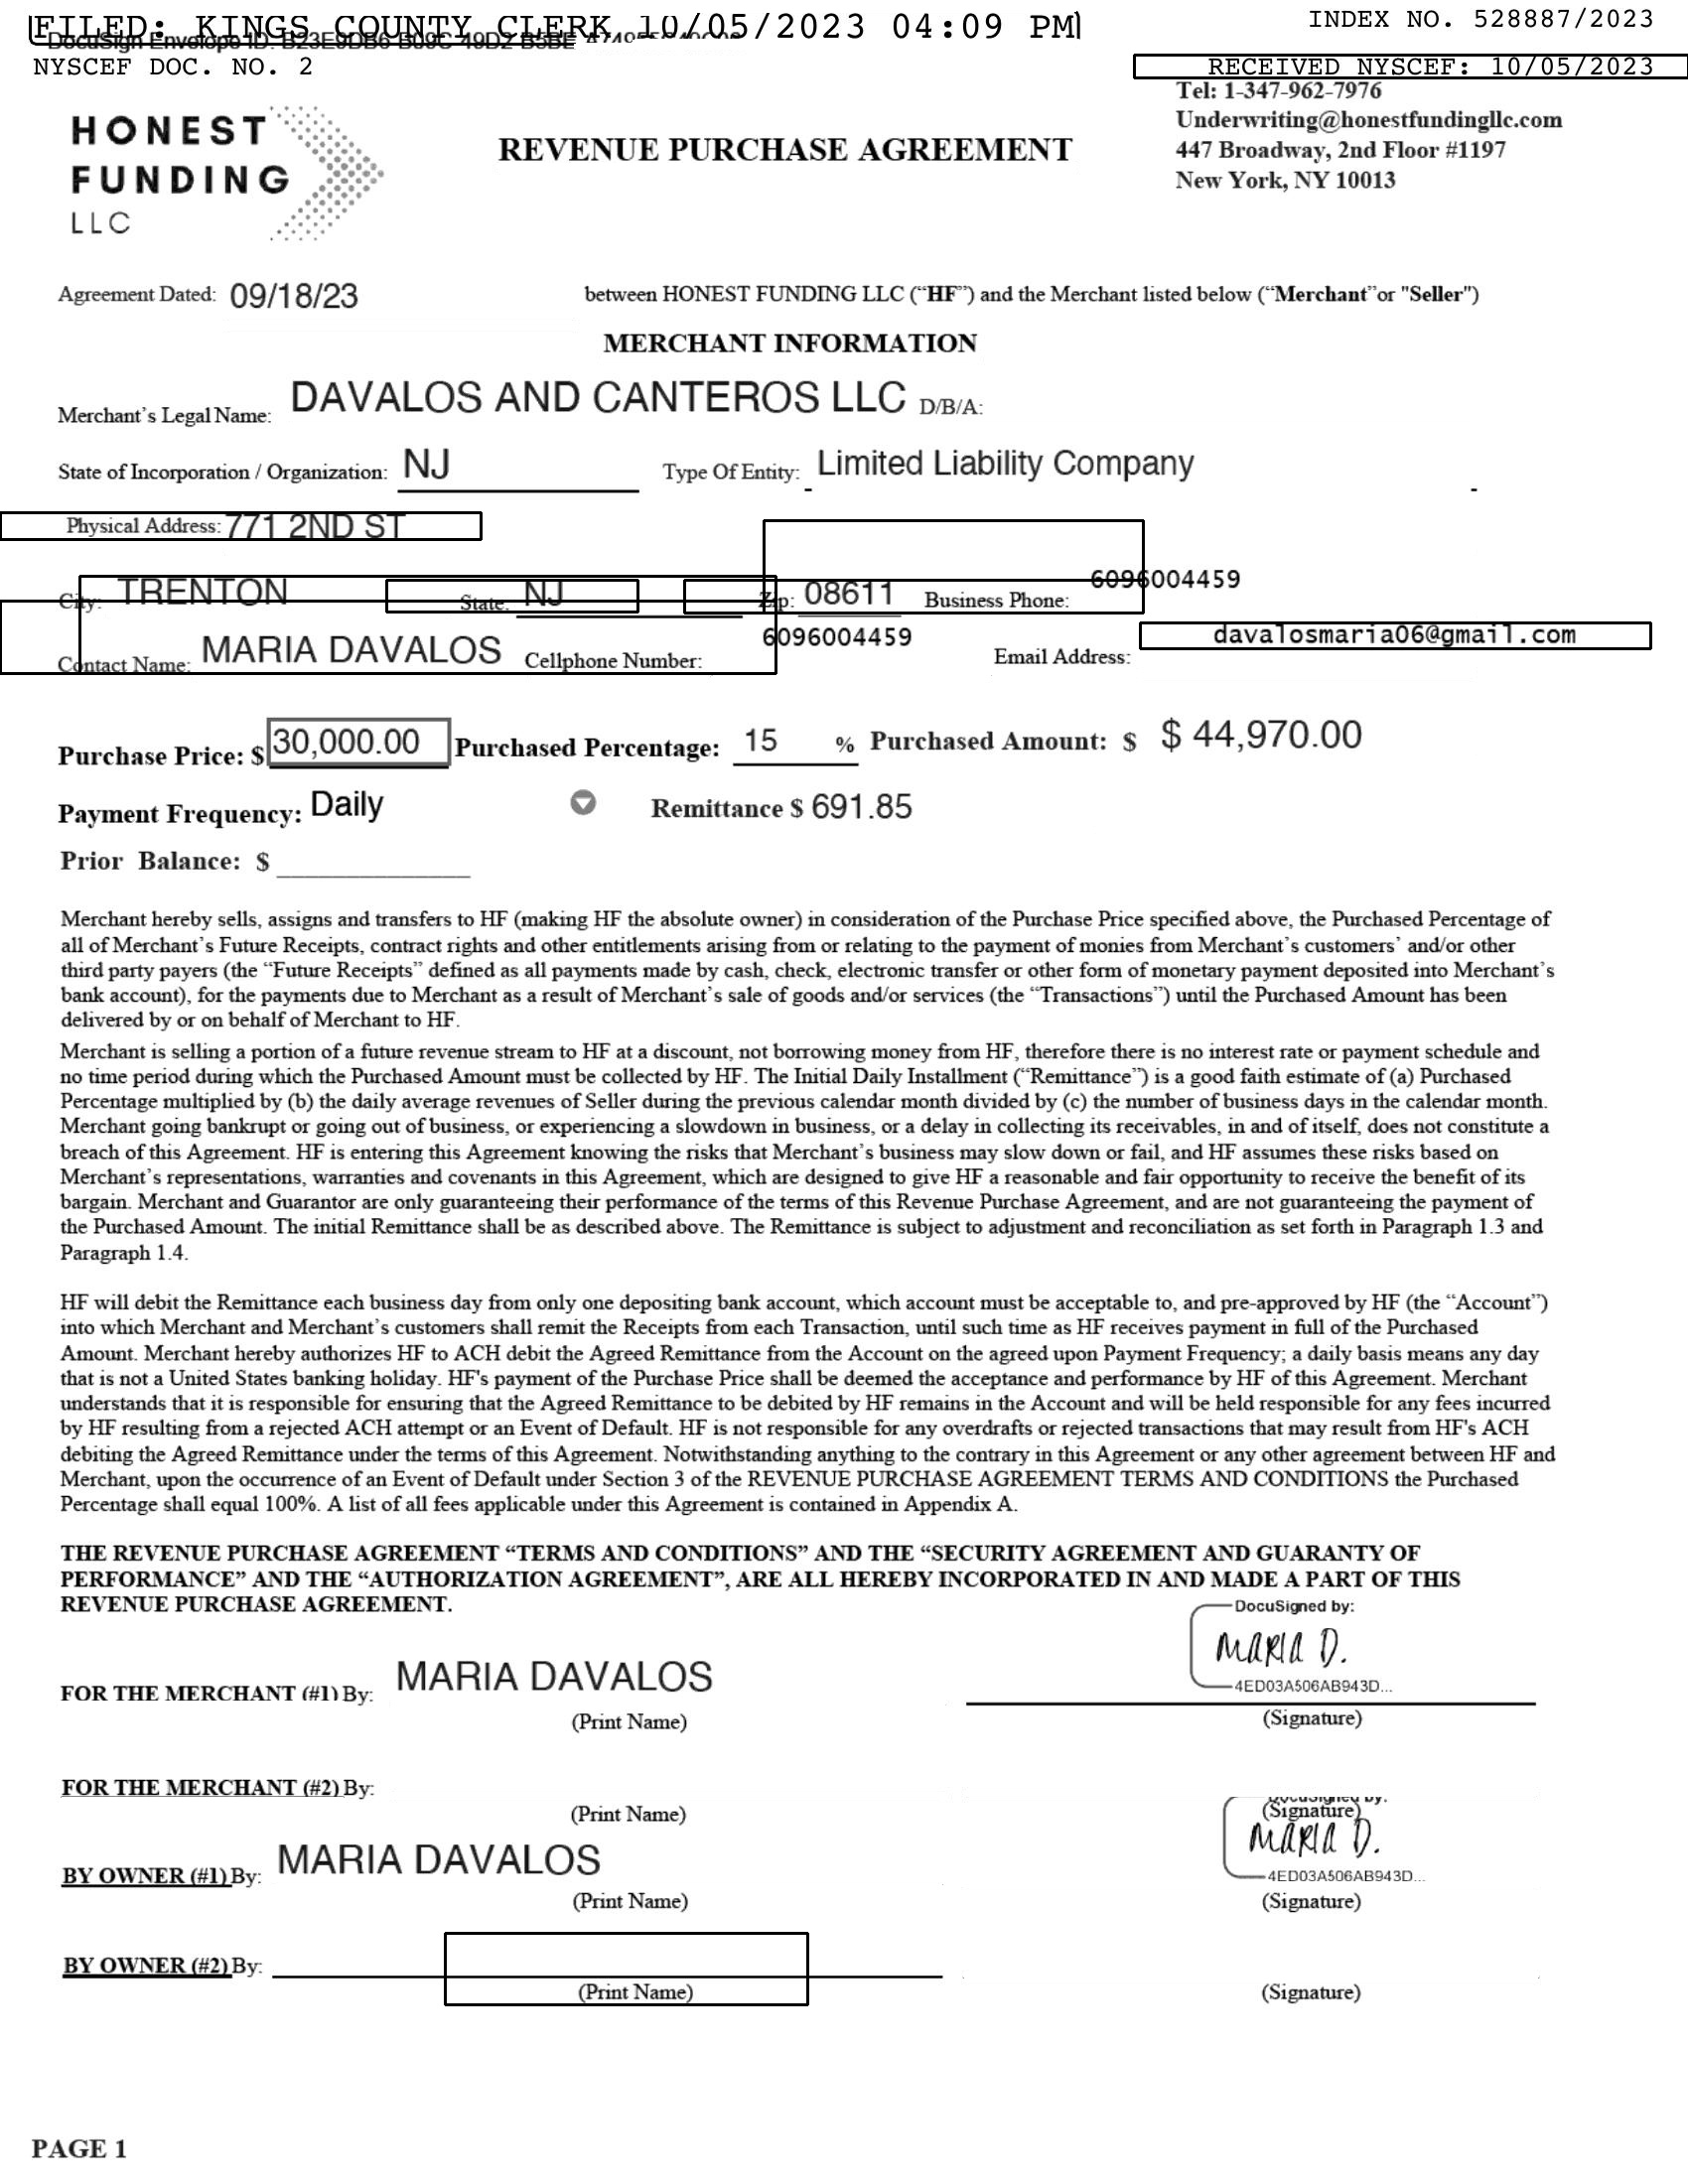 FILED: KINGS COUNTY CLERK 10/05/2023 04:09 PM
INDEX NO. 528887/2023
DocuSign Envelope ID:
NYSCEF DOC. NO. 2
RECEIVED NYSCEF: 10/05/2023
HONEST
FUNDING
LLC
REVENUE PURCHASE AGREEMENT
Tel: 1-347-962-7976
Underwriting@honestfundingllc.com
447 Broadway, 2nd Floor #1197
New York, NY 10013
Agreement Dated: 09/18/23 between HONEST FUNDING LLC (“HF”) and the Merchant listed below (“Merchant”or "Seller")
MERCHANT INFORMATION
Merchant’s Legal Name: DAVALOS AND CANTEROS LLC D/B/A:
State of Incorporation / Organization: NJ Type Of Entity: Limited Liability Company
Physical Address: 771 2ND ST
City: TRENTON State: NJ Zip: 08611 Business Phone: 6096004459
Contact Name: MARIA DAVALOS Cellphone Number: 6096004459 Email Address: davalosmaria06@gmail.com
Purchase Price: $ 30,000.00 Purchased Percentage: 15 % Purchased Amount: $ $ 44,970.00
Payment Frequency: Daily Remittance $ 691.85
Prior Balance: $
Merchant hereby sells, assigns and transfers to HF (making HF the absolute owner) in consideration of the Purchase Price specified above, the Purchased Percentage of
all of Merchant’s Future Receipts, contract rights and other entitlements arising from or relating to the payment of monies from Merchant’s customers’ and/or other
third party payers (the “Future Receipts” defined as all payments made by cash, check, electronic transfer or other form of monetary payment deposited into Merchant’s
bank account), for the payments due to Merchant as a result of Merchant’s sale of goods and/or services (the “Transactions”) until the Purchased Amount has been
delivered by or on behalf of Merchant to HF.
Merchant is selling a portion of a future revenue stream to HF at a discount, not borrowing money from HF, therefore there is no interest rate or payment schedule and
no time period during which the Purchased Amount must be collected by HF. The Initial Daily Installment (“Remittance”) is a good faith estimate of (a) Purchased
Percentage multiplied by (b) the daily average revenues of Seller during the previous calendar month divided by (c) the number of business days in the calendar month.
Merchant going bankrupt or going out of business, or experiencing a slowdown in business, or a delay in collecting its receivables, in and of itself, does not constitute a
breach of this Agreement. HF is entering this Agreement knowing the risks that Merchant’s business may slow down or fail, and HF assumes these risks based on
Merchant’s representations, warranties and covenants in this Agreement, which are designed to give HF a reasonable and fair opportunity to receive the benefit of its
bargain. Merchant and Guarantor are only guaranteeing their performance of the terms of this Revenue Purchase Agreement, and are not guaranteeing the payment of
the Purchased Amount. The initial Remittance shall be as described above. The Remittance is subject to adjustment and reconciliation as set forth in Paragraph 1.3 and
Paragraph 1.4.
HF will debit the Remittance each business day from only one depositing bank account, which account must be acceptable to, and pre-approved by HF (the “Account”)
into which Merchant and Merchant’s customers shall remit the Receipts from each Transaction, until such time as HF receives payment in full of the Purchased
Amount. Merchant hereby authorizes HF to ACH debit the Agreed Remittance from the Account on the agreed upon Payment Frequency; a daily basis means any day
that is not a United States banking holiday. HF's payment of the Purchase Price shall be deemed the acceptance and performance by HF of this Agreement. Merchant
understands that it is responsible for ensuring that the Agreed Remittance to be debited by HF remains in the Account and will be held responsible for any fees incurred
by HF resulting from a rejected ACH attempt or an Event of Default. HF is not responsible for any overdrafts or rejected transactions that may result from HF's ACH
debiting the Agreed Remittance under the terms of this Agreement. Notwithstanding anything to the contrary in this Agreement or any other agreement between HF and
Merchant, upon the occurrence of an Event of Default under Section 3 of the REVENUE PURCHASE AGREEMENT TERMS AND CONDITIONS the Purchased
Percentage shall equal 100%. A list of all fees applicable under this Agreement is contained in Appendix A.
THE REVENUE PURCHASE AGREEMENT “TERMS AND CONDITIONS” AND THE “SECURITY AGREEMENT AND GUARANTY OF
PERFORMANCE” AND THE “AUTHORIZATION AGREEMENT”, ARE ALL HEREBY INCORPORATED IN AND MADE A PART OF THIS
REVENUE PURCHASE AGREEMENT.
DocuSigned by:
MARIA D.
4ED03A506AB943D...
FOR THE MERCHANT (#1) By: MARIA DAVALOS
(Print Name) (Signature)
FOR THE MERCHANT (#2) By:
(Print Name) (Signature)
DocuSigned by:
MARIA D.
4ED03A506AB943D...
BY OWNER (#1) By: MARIA DAVALOS
(Print Name) (Signature)
BY OWNER (#2) By:
(Print Name) (Signature)
PAGE 1